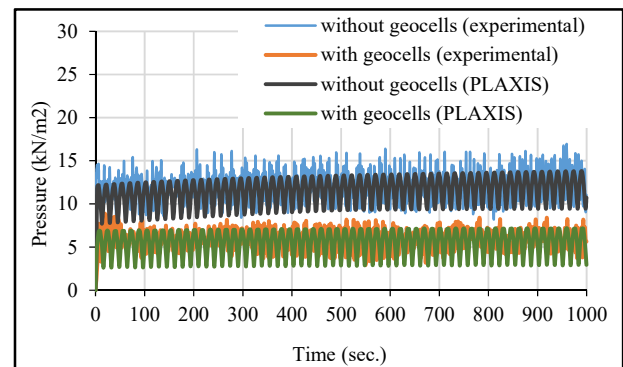 without geocells (experimental)
with geocells (experimental)
without geocells (PLAXIS)
with geocells (PLAXIS)
Pressure (kN/m2)
30
25
20
15
10
5
0
0 100 200 300 400 500 600 700 800 900 1000
Time (sec.)